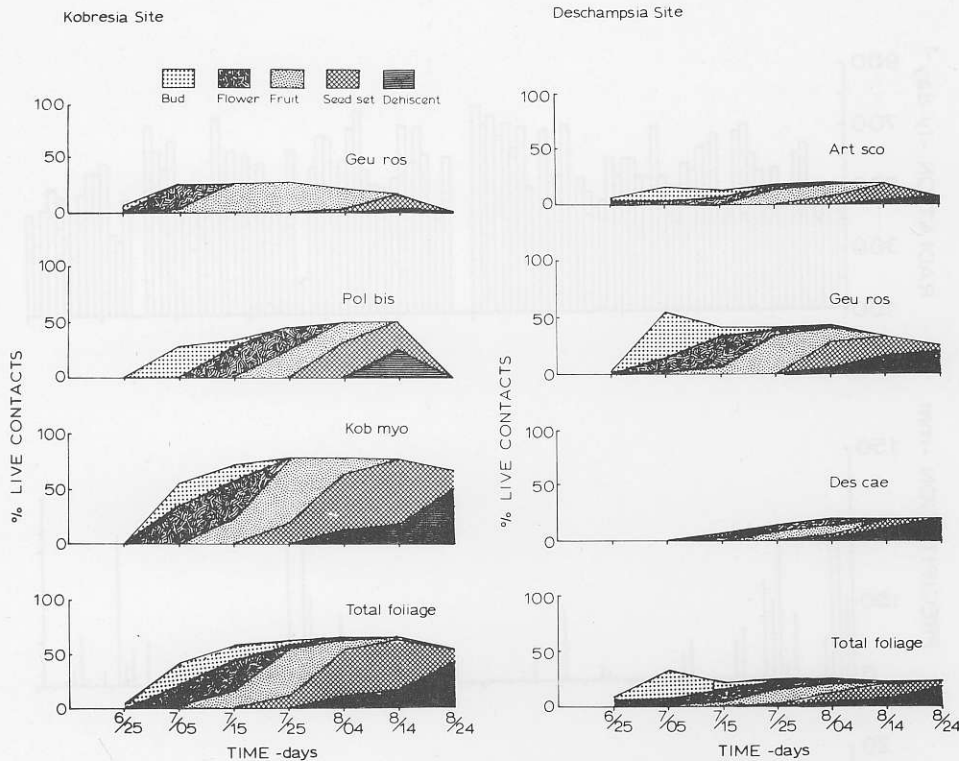 Kobresia Site
Deschampsia Site
Bud Flower Fruit Seed set Dehiscent
100
50
0
Geu ros
100
50
0
Pol bis
100
50
0
Kob myo
100
50
0
Total foliage
% LIVE CONTACTS
6/25 7/05 7/15 7/25 8/04 8/14 8/24
TIME -days
100
50
0
Art sco
100
50
0
Geu ros
100
50
0
Des cae
100
50
0
Total foliage
% LIVE CONTACTS
6/25 7/05 7/15 7/25 8/04 8/14 8/24
TIME -days